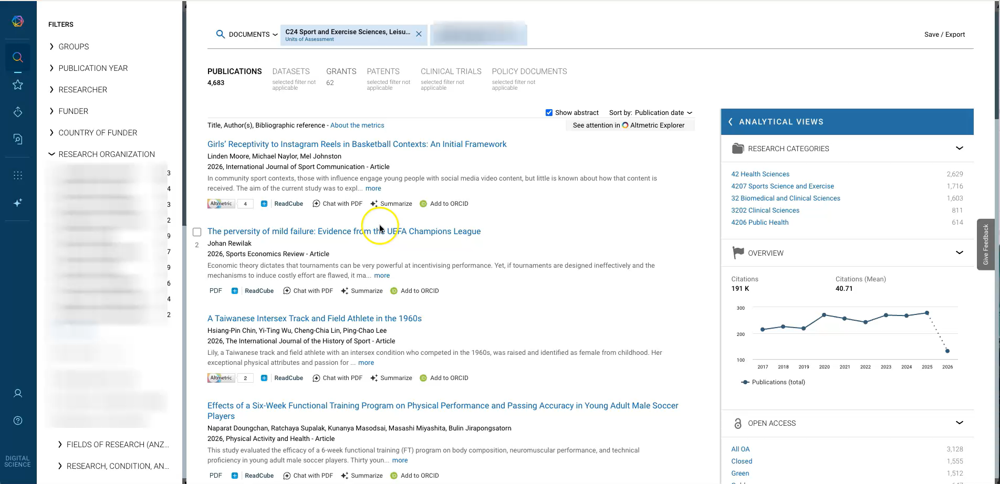 FILTERS
GROUPS
PUBLICATION YEAR
RESEARCHER
FUNDER
COUNTRY OF FUNDER
RESEARCH ORGANIZATION
3
4
3
2
9
7
9
6
4
2
FIELDS OF RESEARCH (ANZ...
RESEARCH, CONDITION, AN...
DIGITAL
SCIENCE
DOCUMENTS
C24 Sport and Exercise Sciences, Leisu...
Units of Assessment
Save / Export
PUBLICATIONS DATASETS GRANTS PATENTS CLINICAL TRIALS POLICY DOCUMENTS
4,683 selected filter not 62 selected filter not selected filter not selected filter not
applicable applicable applicable applicable
Show abstract Sort by: Publication date
Title, Author(s), Bibliographic reference - About the metrics See attention in Altmetric Explorer
Girls’ Receptivity to Instagram Reels in Basketball Contexts: An Initial Framework
Linden Moore, Michael Naylor, Mel Johnston
2026, International Journal of Sport Communication - Article
In community sport contexts, those with influence engage young people with social media video content, but little is known about how that content is
received. The aim of the current study was to expl... more
Altmetric 4 ReadCube Chat with PDF Summarize iD Add to ORCID
The perversity of mild failure: Evidence from the UEFA Champions League
2 Johan Rewilak
2026, Sports Economics Review - Article
Economic theory dictates that tournaments can be very powerful at incentivising performance. Yet, if tournaments are designed ineffectively and the
mechanisms to induce costly effort are flawed, it ma... more
PDF ReadCube Chat with PDF Summarize iD Add to ORCID
A Taiwanese Intersex Track and Field Athlete in the 1960s
Hsiang-Pin Chin, Yi-Ting Wu, Cheng-Chia Lin, Ping-Chao Lee
2026, The International Journal of the History of Sport - Article
Lily, a Taiwanese track and field athlete with an intersex condition who competed in the 1960s, was raised and identified as female from childhood. Her
exceptional physical attributes and passion for ... more
Altmetric 2 ReadCube Chat with PDF Summarize iD Add to ORCID
Effects of a Six-Week Functional Training Program on Physical Performance and Passing Accuracy in Young Adult Male Soccer
Players
Naparat Doungchan, Ratchaya Supalak, Kunanya Masodsai, Masashi Miyashita, Bulin Jirapongsatorn
2026, Physical Activity and Health - Article
This study evaluated the efficacy of a 6-week functional training (FT) program on body composition, neuromuscular performance, and technical
proficiency in young adult male soccer players. Thirty youn... more
PDF ReadCube Chat with PDF Summarize iD Add to ORCID
ANALYTICAL VIEWS
RESEARCH CATEGORIES
42 Health Sciences 2,629
4207 Sports Science and Exercise 1,716
32 Biomedical and Clinical Sciences 1,603
3202 Clinical Sciences 811
4206 Public Health 614
OVERVIEW
Citations Citations (Mean)
191 K 40.71
300
200
100
2017 2018 2019 2020 2021 2022 2023 2024 2025 2026
Publications (total)
OPEN ACCESS
All OA 3,128
Closed 1,555
Green 1,512
Give Feedback